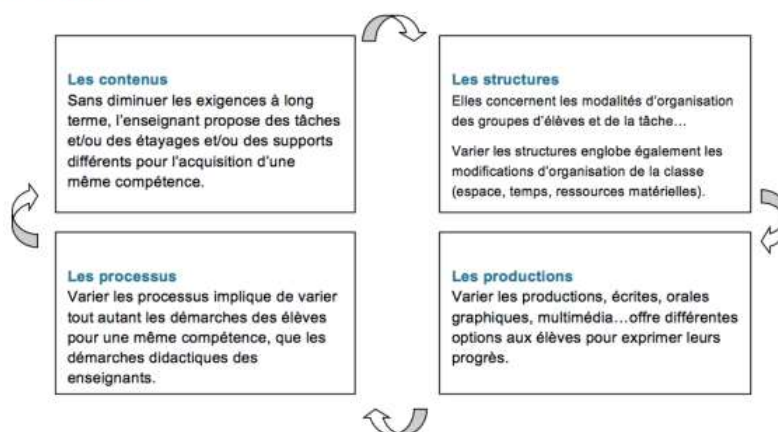 Les contenus
Sans diminuer les exigences à long
terme, l'enseignant propose des tâches
et/ou des étayages et/ou des supports
différents pour l'acquisition d'une
même compétence.
Les structures
Elles concernent les modalités d'organisation
des groupes d'élèves et de la tâche…
Varier les structures englobe également les
modifications d'organisation de la classe
(espace, temps, ressources matérielles).
Les processus
Varier les processus implique de varier
tout autant les démarches des élèves
pour une même compétence, que les
démarches didactiques des
enseignants.
Les productions
Varier les productions, écrites, orales
graphiques, multimédia…offre différentes
options aux élèves pour exprimer leurs
progrès.